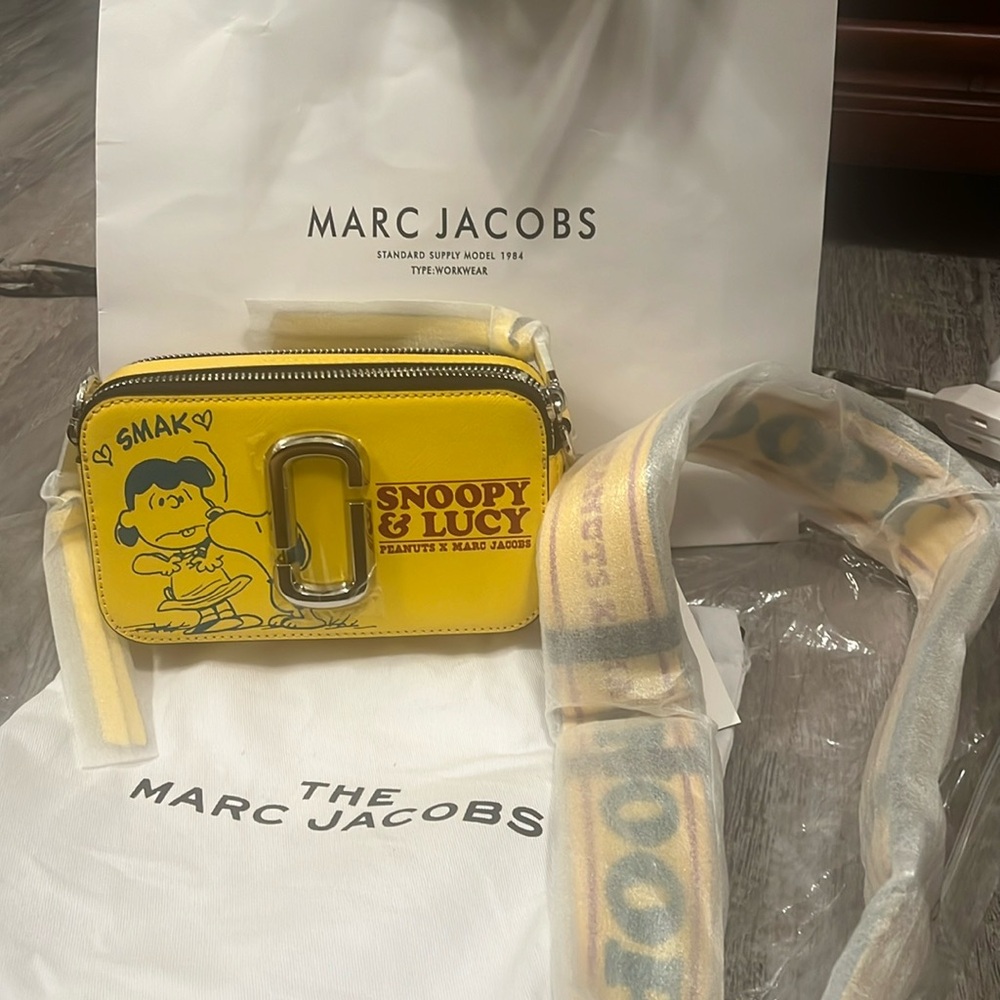 MARC JACOBS
STANDARD SUPPLY MODEL 1984
TYPE:WORKWEAR
SMAK
SNOOPY
& LUCY
PEANUTS X MARC JACOBS
THE
MARC JACOBS